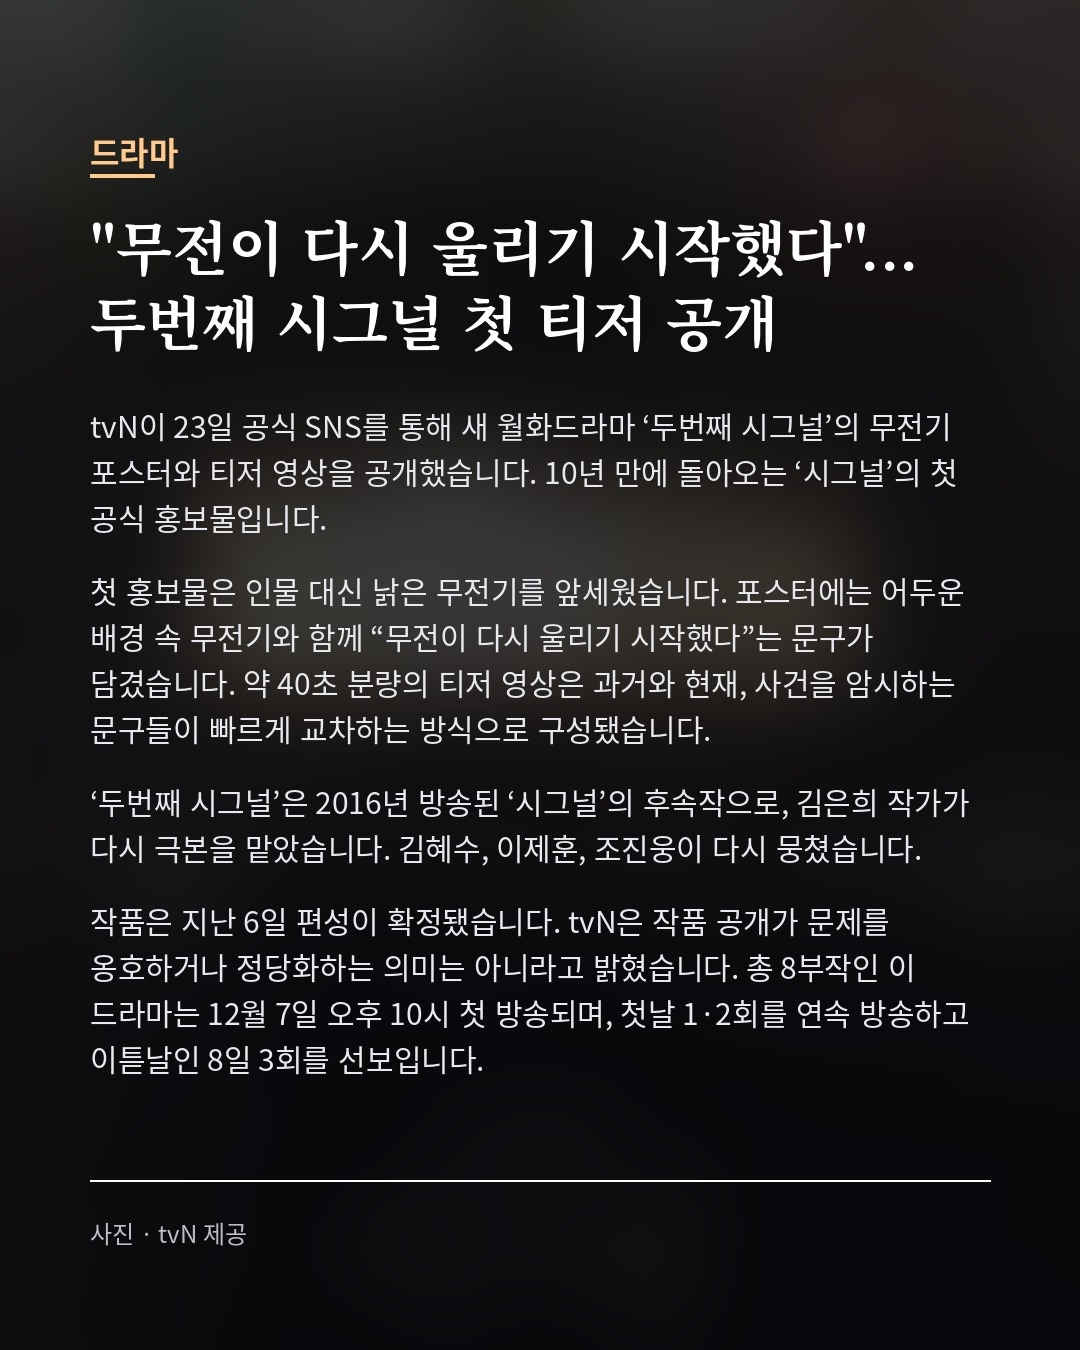 드라마
"무전이 다시 울리기 시작했다"...
두번째 시그널 첫 티저 공개
tvN이 23일 공식 SNS를 통해 새 월화드라마 ‘두번째 시그널’의 무전기
포스터와 티저 영상을 공개했습니다. 10년 만에 돌아오는 ‘시그널’의 첫
공식 홍보물입니다.
첫 홍보물은 인물 대신 낡은 무전기를 앞세웠습니다. 포스터에는 어두운
배경 속 무전기와 함께 “무전이 다시 울리기 시작했다”는 문구가
담겼습니다. 약 40초 분량의 티저 영상은 과거와 현재, 사건을 암시하는
문구들이 빠르게 교차하는 방식으로 구성됐습니다.
‘두번째 시그널’은 2016년 방송된 ‘시그널’의 후속작으로, 김은희 작가가
다시 극본을 맡았습니다. 김혜수, 이제훈, 조진웅이 다시 뭉쳤습니다.
작품은 지난 6일 편성이 확정됐습니다. tvN은 작품 공개가 문제를
옹호하거나 정당화하는 의미는 아니라고 밝혔습니다. 총 8부작인 이
드라마는 12월 7일 오후 10시 첫 방송되며, 첫날 1·2회를 연속 방송하고
이튿날인 8일 3회를 선보입니다.
사진 · tvN 제공